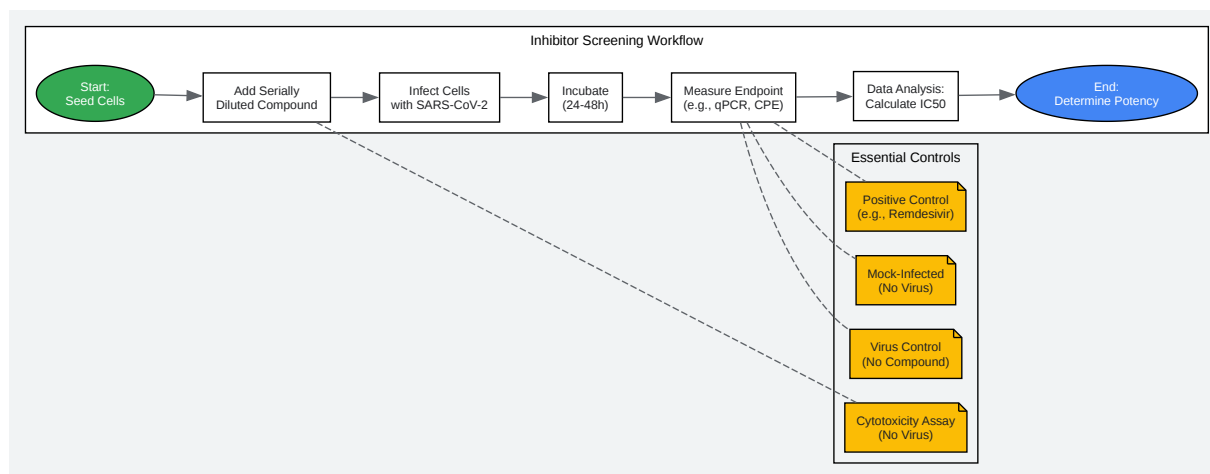 Inhibitor Screening Workflow
Start:
Seed Cells
Add Serially
Diluted Compound
Infect Cells
with SARS-CoV-2
Incubate
(24-48h)
Measure Endpoint
(e.g., qPCR, CPE)
Data Analysis:
Calculate IC50
End:
Determine Potency
Essential Controls
Positive Control
(e.g., Remdesivir)
Mock-Infected
(No Virus)
Virus Control
(No Compound)
Cytotoxicity Assay
(No Virus)